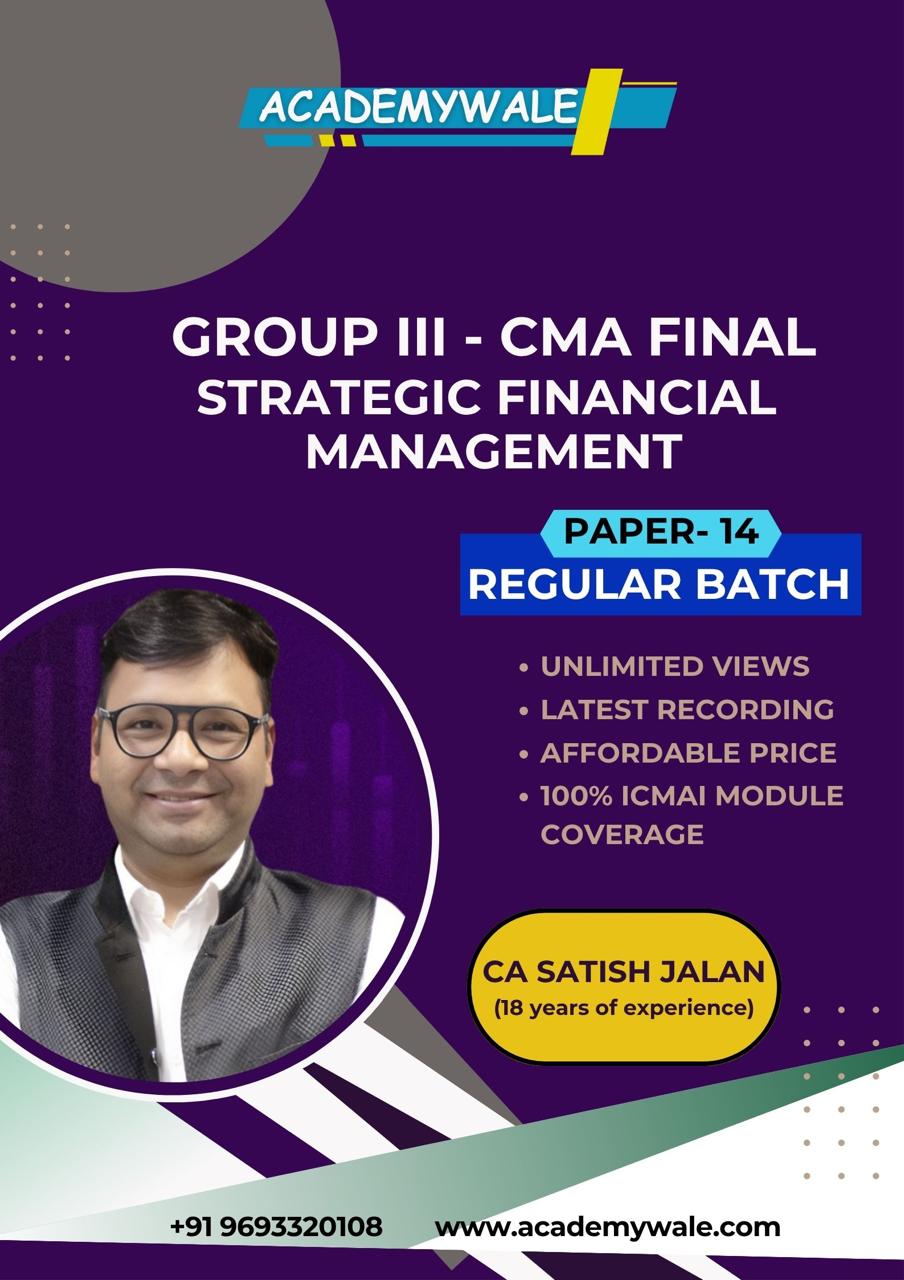 ACADEMYWALE
GROUP III - CMA FINAL
STRATEGIC FINANCIAL
MANAGEMENT
PAPER- 14
REGULAR BATCH
• UNLIMITED VIEWS
• LATEST RECORDING
• AFFORDABLE PRICE
• 100% ICMAI MODULE
COVERAGE
CA SATISH JALAN
(18 years of experience)
+91 9693320108 www.academywale.com